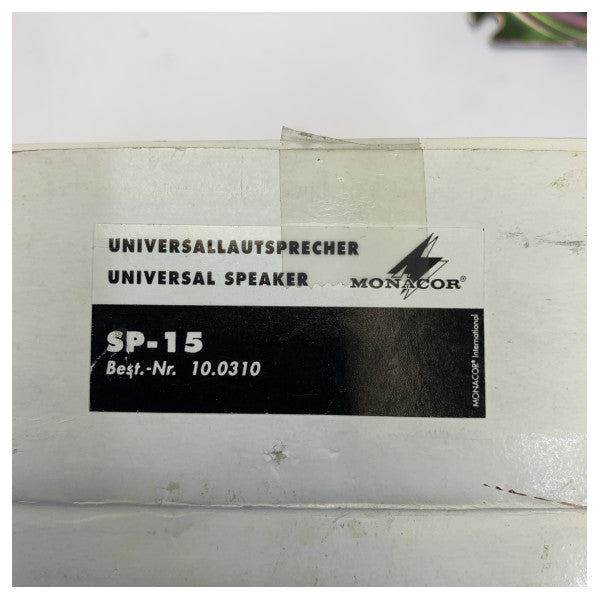 UNIVERSALLAUTSPRECHER
UNIVERSAL SPEAKER
MONACOR®
SP-15
Best.-Nr. 10.0310
MONACOR® International